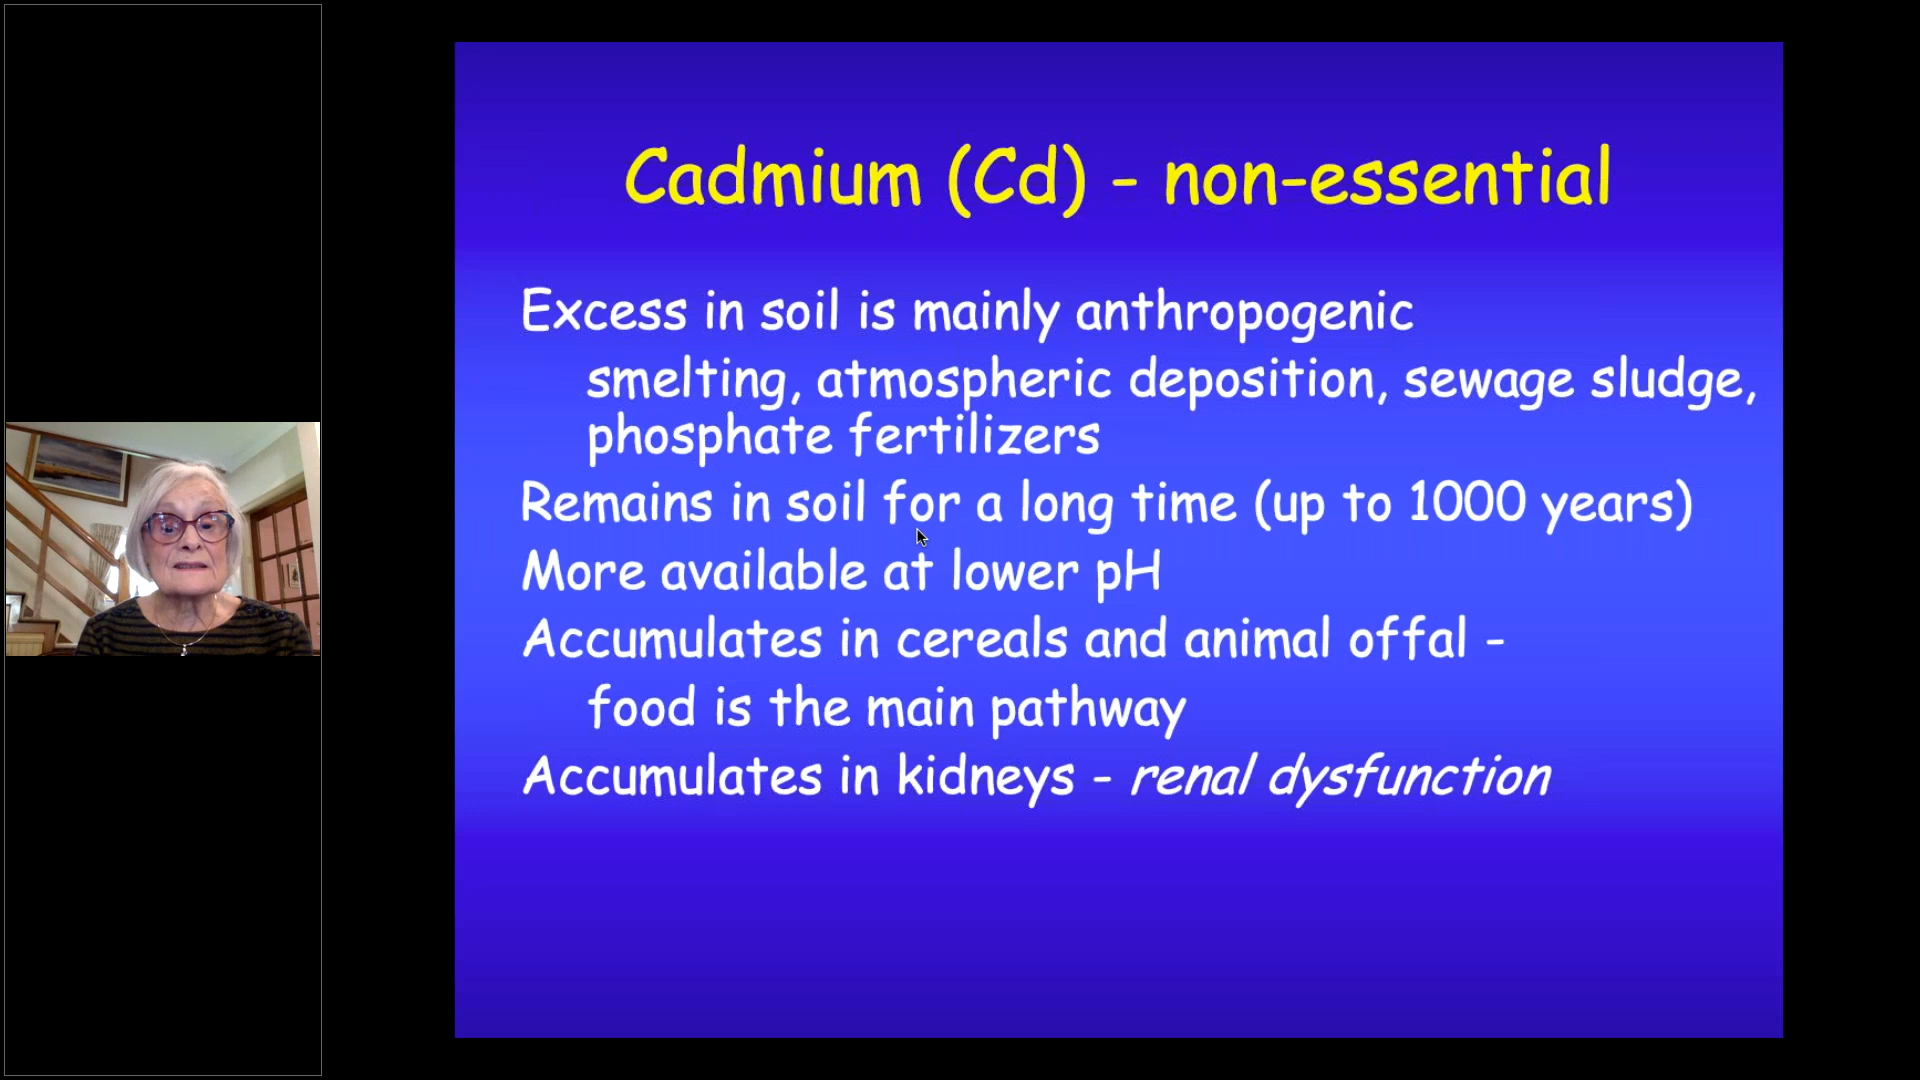 Cadmium (Cd) - non-essential
Excess in soil is mainly anthropogenic
smelting, atmospheric deposition, sewage sludge,
phosphate fertilizers
Remains in soil for a long time (up to 1000 years)
More available at lower pH
Accumulates in cereals and animal offal -
food is the main pathway
Accumulates in kidneys - renal dysfunction